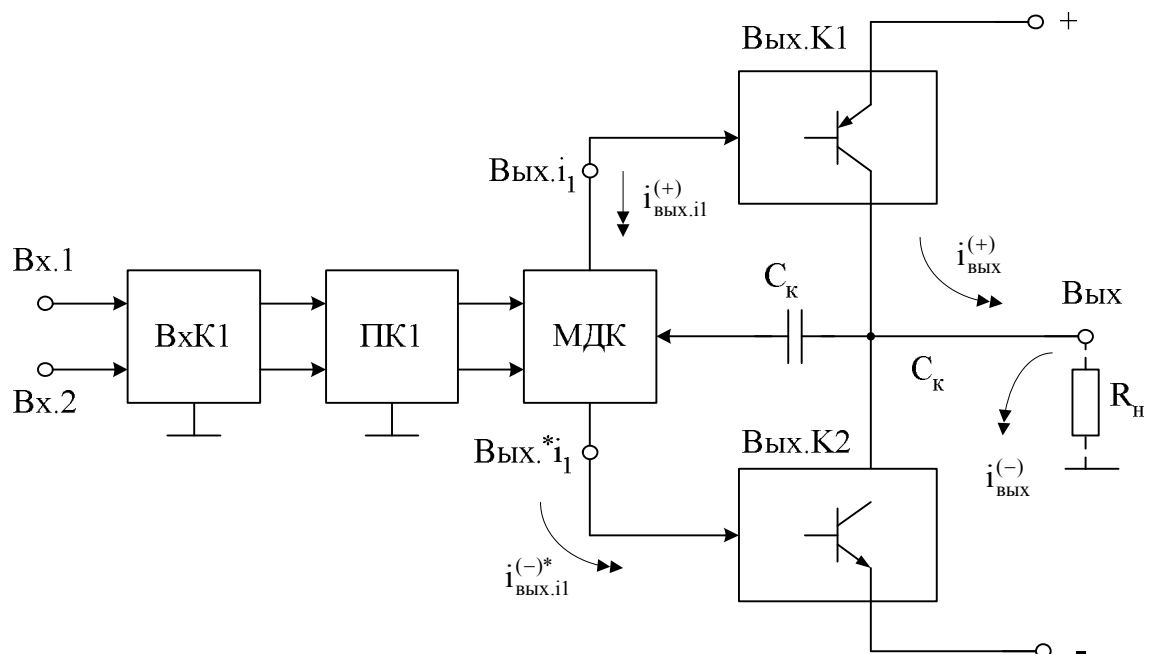 +
Вых.К1
Вых.i₁
i⁽⁺⁾вых.i1
Вх.1
i⁽⁺⁾вых
Cк
Вых
ВхК1
ПК1
МДК
Cк
Вх.2
Rн
Вых.*i₁
Вых.К2
i⁽⁻⁾вых
i⁽⁻⁾*вых.i1
-